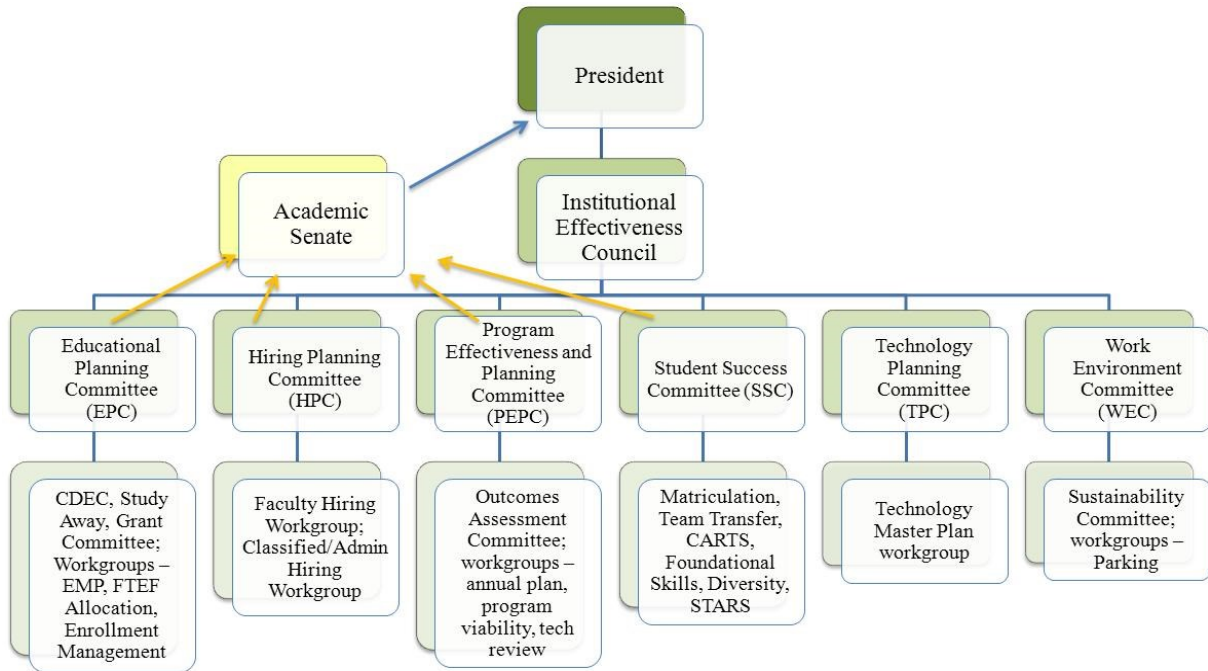 President
Academic
Senate
Institutional
Effectiveness
Council
Educational
Planning
Committee
(EPC)
Hiring Planning
Committee
(HPC)
Program
Effectiveness and
Planning
Committee
(PEPC)
Student Success
Committee (SSC)
Technology
Planning
Committee
(TPC)
Work
Environment
Committee
(WEC)
CDEC, Study
Away, Grant
Committee;
Workgroups –
EMP, FTEF
Allocation,
Enrollment
Management
Faculty Hiring
Workgroup;
Classified/Admin
Hiring
Workgroup
Outcomes
Assessment
Committee;
workgroups –
annual plan,
program
viability, tech
review
Matriculation,
Team Transfer,
CARTS,
Foundational
Skills, Diversity,
STARS
Technology
Master Plan
workgroup
Sustainability
Committee;
workgroups –
Parking